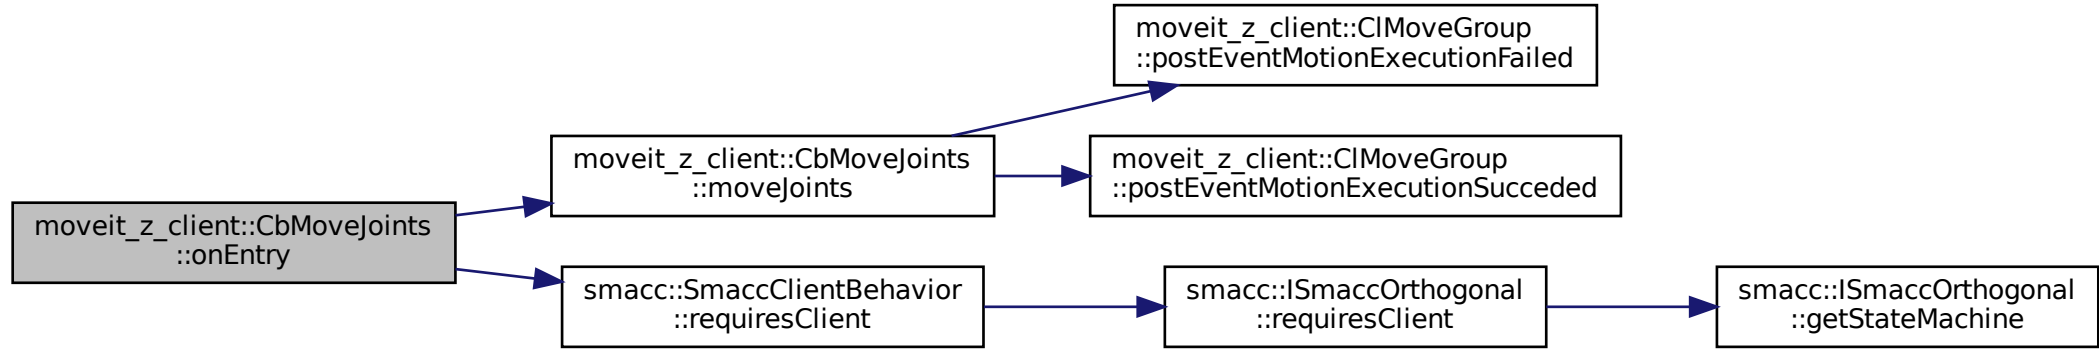 moveit_z_client::CbMoveJoints
::onEntry
moveit_z_client::CbMoveJoints
::moveJoints
moveit_z_client::ClMoveGroup
::postEventMotionExecutionFailed
moveit_z_client::ClMoveGroup
::postEventMotionExecutionSucceded
smacc::SmaccClientBehavior
::requiresClient
smacc::ISmaccOrthogonal
::requiresClient
smacc::ISmaccOrthogonal
::getStateMachine